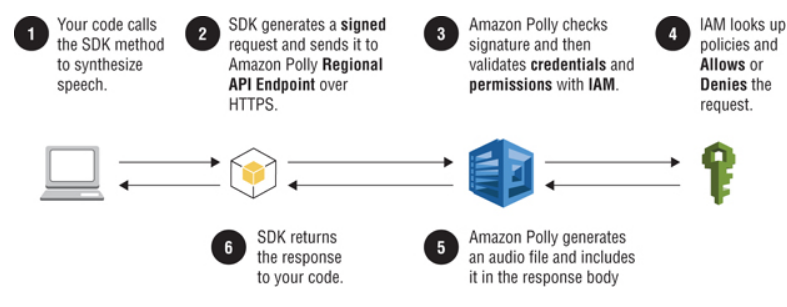 1
Your code calls
the SDK method
to synthesize
speech.
2
SDK generates a signed
request and sends it to
Amazon Polly Regional
API Endpoint over
HTTPS.
3
Amazon Polly checks
signature and then
validates credentials and
permissions with IAM.
4
IAM looks up
policies and
Allows or
Denies the
request.
6
SDK returns
the response
to your code.
5
Amazon Polly generates
an audio file and includes
it in the response body